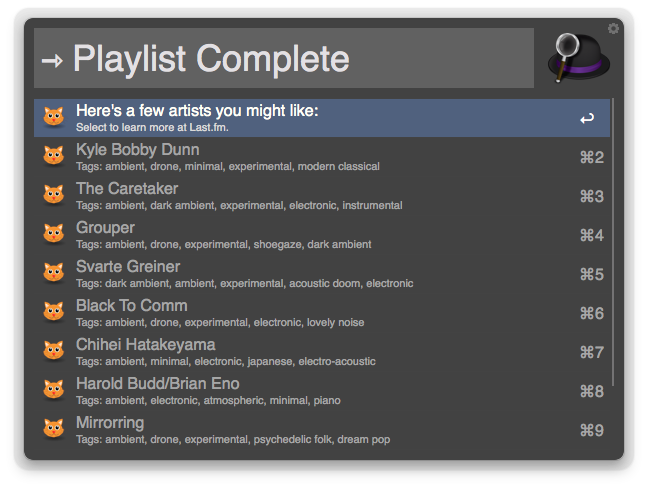 → Playlist Complete
Here's a few artists you might like:
Select to learn more at Last.fm.
↩
Kyle Bobby Dunn
Tags: ambient, drone, minimal, experimental, modern classical
⌘2
The Caretaker
Tags: ambient, dark ambient, experimental, electronic, instrumental
⌘3
Grouper
Tags: ambient, drone, experimental, shoegaze, dark ambient
⌘4
Svarte Greiner
Tags: dark ambient, ambient, experimental, acoustic doom, electronic
⌘5
Black To Comm
Tags: ambient, drone, experimental, electronic, lovely noise
⌘6
Chihei Hatakeyama
Tags: ambient, minimal, electronic, japanese, electro-acoustic
⌘7
Harold Budd/Brian Eno
Tags: ambient, electronic, atmospheric, minimal, piano
⌘8
Mirrorring
Tags: ambient, drone, experimental, psychedelic folk, dream pop
⌘9